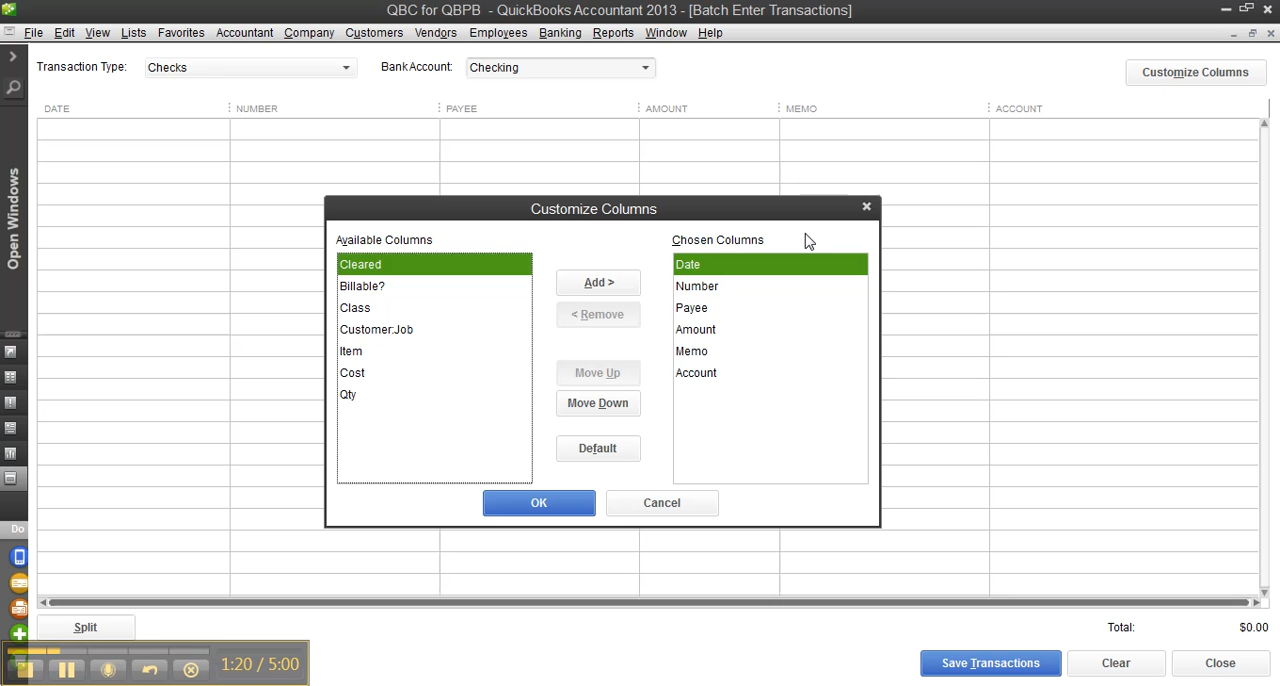 QBC for QBPB - QuickBooks Accountant 2013 - [Batch Enter Transactions]
File Edit View Lists Favorites Accountant Company Customers Vendors Employees Banking Reports Window Help
Transaction Type: Checks Bank Account: Checking Customize Columns
DATE NUMBER PAYEE AMOUNT MEMO ACCOUNT
Open Windows
Customize Columns
Available Columns Chosen Columns
Cleared Date
Add >
Billable? Number
Class Payee
< Remove
Customer:Job Amount
Item Memo
Cost Move Up Account
Qty Move Down
Default
OK Cancel
Do
Split Total: $0.00
1:20 / 5:00 Save Transactions Clear Close